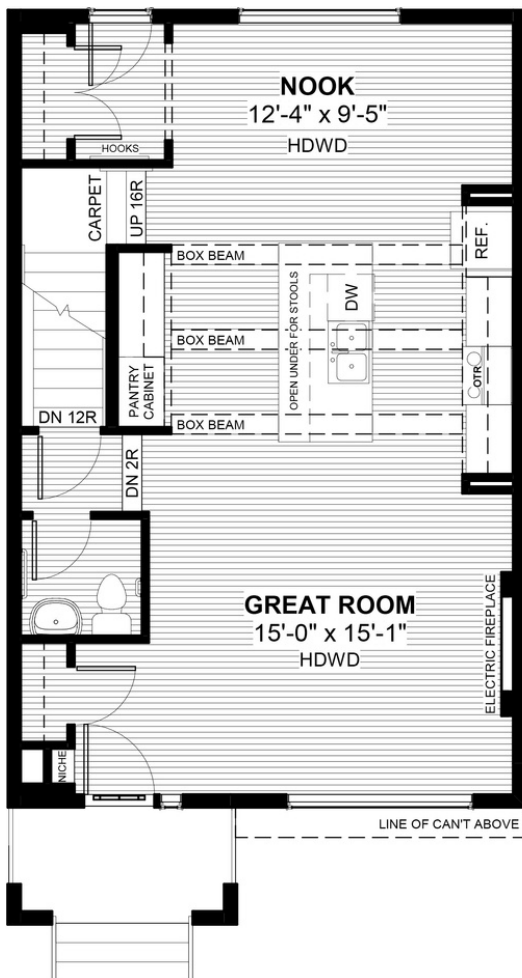 NOOK
12'-4" x 9'-5"
HDWD
HOOKS
CARPET
UP 16R
REF.
BOX BEAM
OPEN UNDER FOR STOOLS
DW
BOX BEAM
OTR
PANTRY
CABINET
BOX BEAM
DN 12R
DN 2R
GREAT ROOM
15'-0" x 15'-1"
HDWD
ELECTRIC FIREPLACE
NICHE
LINE OF CAN'T ABOVE